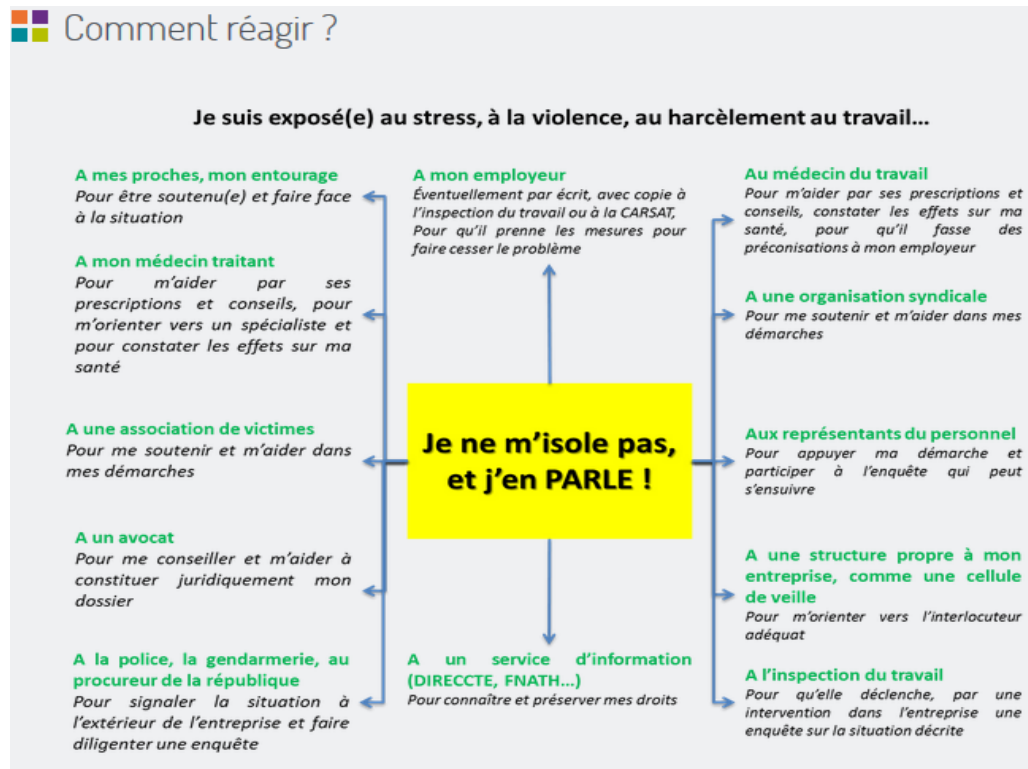 Comment réagir ?
Je suis exposé(e) au stress, à la violence, au harcèlement au travail...
A mes proches, mon entourage
Pour être soutenu(e) et faire face
à la situation
A mon médecin traitant
Pour m'aider par ses
prescriptions et conseils, pour
m'orienter vers un spécialiste et
pour constater les effets sur ma
santé
A une association de victimes
Pour me soutenir et m'aider dans
mes démarches
A un avocat
Pour me conseiller et m'aider à
constituer juridiquement mon
dossier
A la police, la gendarmerie, au
procureur de la république
Pour signaler la situation à
l'extérieur de l'entreprise et faire
diligenter une enquête
A mon employeur
Éventuellement par écrit, avec copie à
l'inspection du travail ou à la CARSAT,
Pour qu'il prenne les mesures pour
faire cesser le problème
Je ne m'isole pas,
et j'en PARLE !
A un service d'information
(DIRECCTE, FNATH...)
Pour connaître et préserver mes droits
Au médecin du travail
Pour m'aider par ses prescriptions et
conseils, constater les effets sur ma
santé, pour qu'il fasse des
préconisations à mon employeur
A une organisation syndicale
Pour me soutenir et m'aider dans mes
démarches
Aux représentants du personnel
Pour appuyer ma démarche et
participer à l'enquête qui peut
s'ensuivre
A une structure propre à mon
entreprise, comme une cellule
de veille
Pour m'orienter vers l'interlocuteur
adéquat
A l'inspection du travail
Pour qu'elle déclenche, par une
intervention dans l'entreprise une
enquête sur la situation décrite